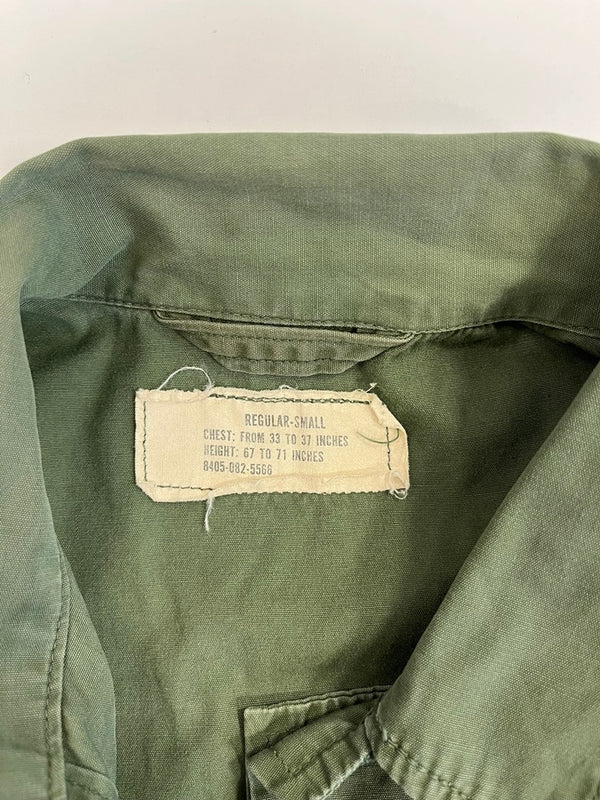 REGULAR-SMALL
CHEST: FROM 33 TO 37 INCHES
HEIGHT: 67 TO 71 INCHES
8405-082-5566